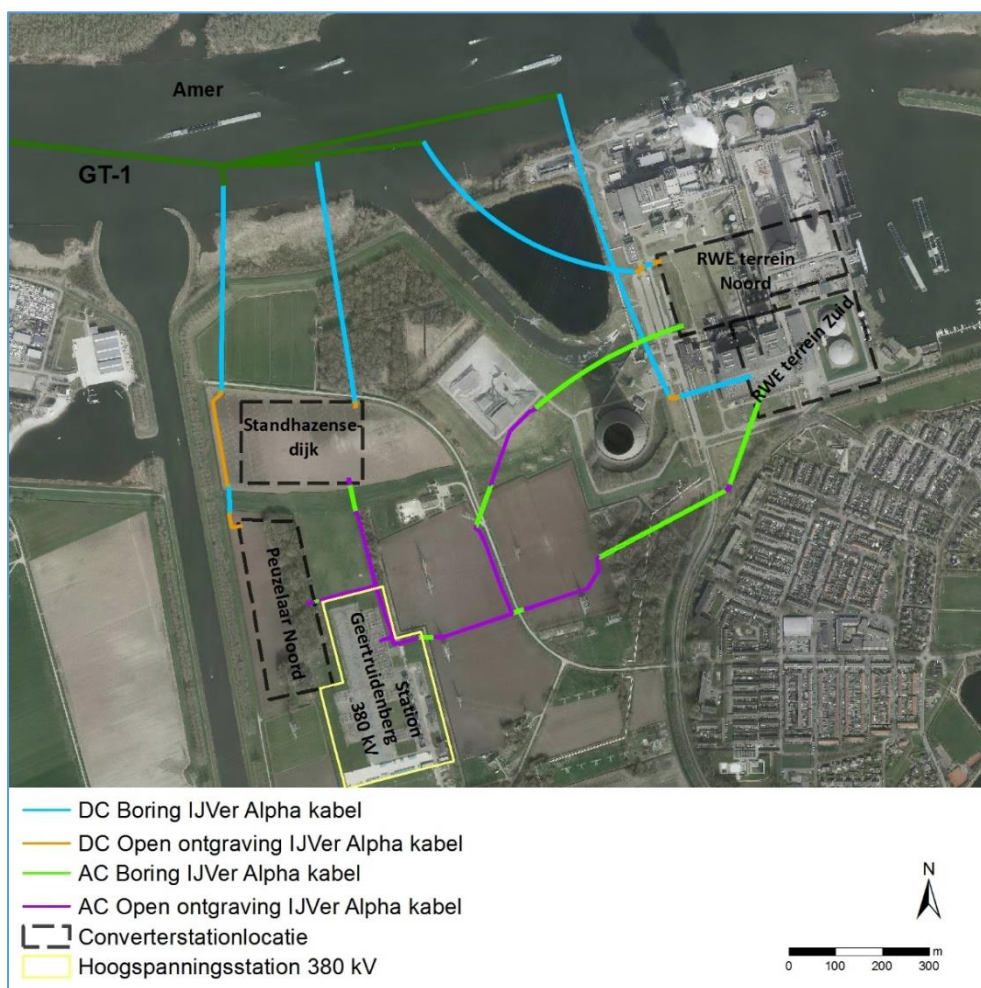 Amer
GT-1
RWE terrein
Noord
RWE terrein Zuid
Standhazense-
dijk
Peuzelaar Noord
Station
Geertruidenberg
380 kV
DC Boring IJVer Alpha kabel
DC Open ontgraving IJVer Alpha kabel
AC Boring IJVer Alpha kabel
AC Open ontgraving IJVer Alpha kabel
Converterstationlocatie
Hoogspanningsstation 380 kV
N
m
0 100 200 300